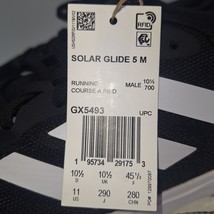 SOLAR GLIDE 5 M
RUNNING
COURSE A PIED
MALE 10½
700
GX5493
UPC
1 95734 29175 3
10½ 10½ 45⅓
D UK F
11 290 280
US J CHN